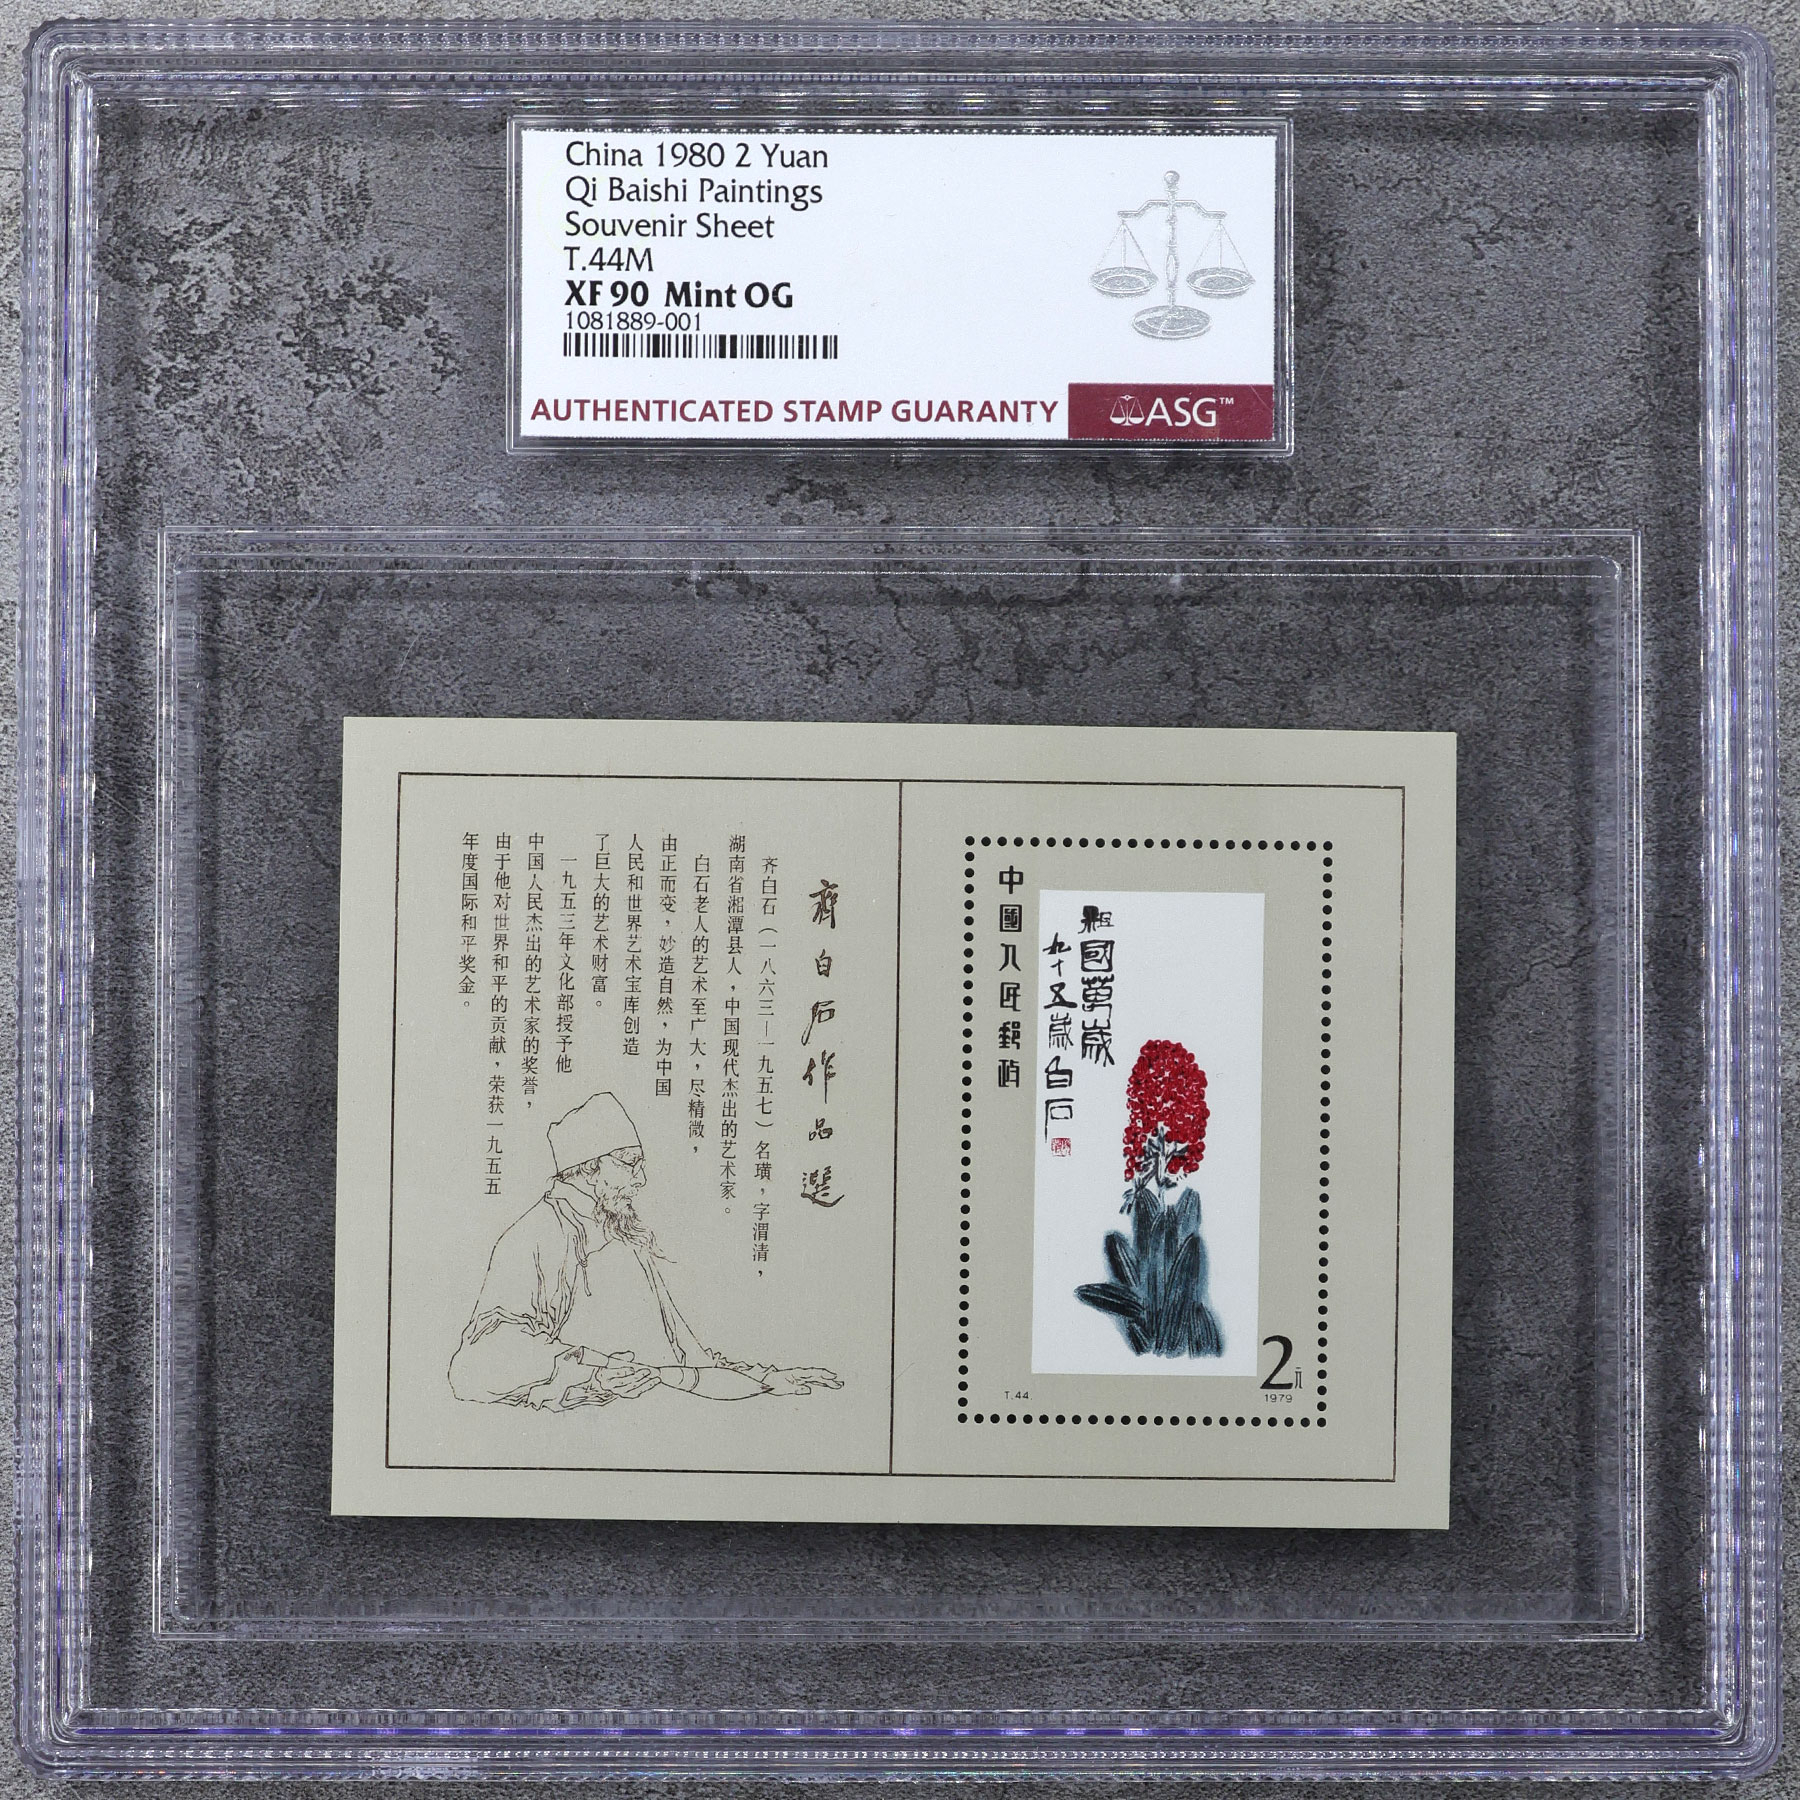 China 1980 2 Yuan
Qi Baishi Paintings
Souvenir Sheet
T.44M
XF 90 Mint OG
1081889-001
AUTHENTICATED STAMP GUARANTY
ASG™
齊白石作品選
齐白石（一八六三—一九五七）名璜，字渭清，
湖南省湘潭县人，中国现代杰出的艺术家。
白石老人的艺术至广大，尽精微，
由正而变，妙造自然，为中国
人民和世界艺术宝库创造
了巨大的艺术财富。
一九五三年文化部授予他
中国人民杰出的艺术家的奖誉，
由于他对世界和平的贡献，荣获一九五五
年度国际和平奖金。
中國人民郵政
祖國萬歲
九十五歲白石
T.44.
2元
1979